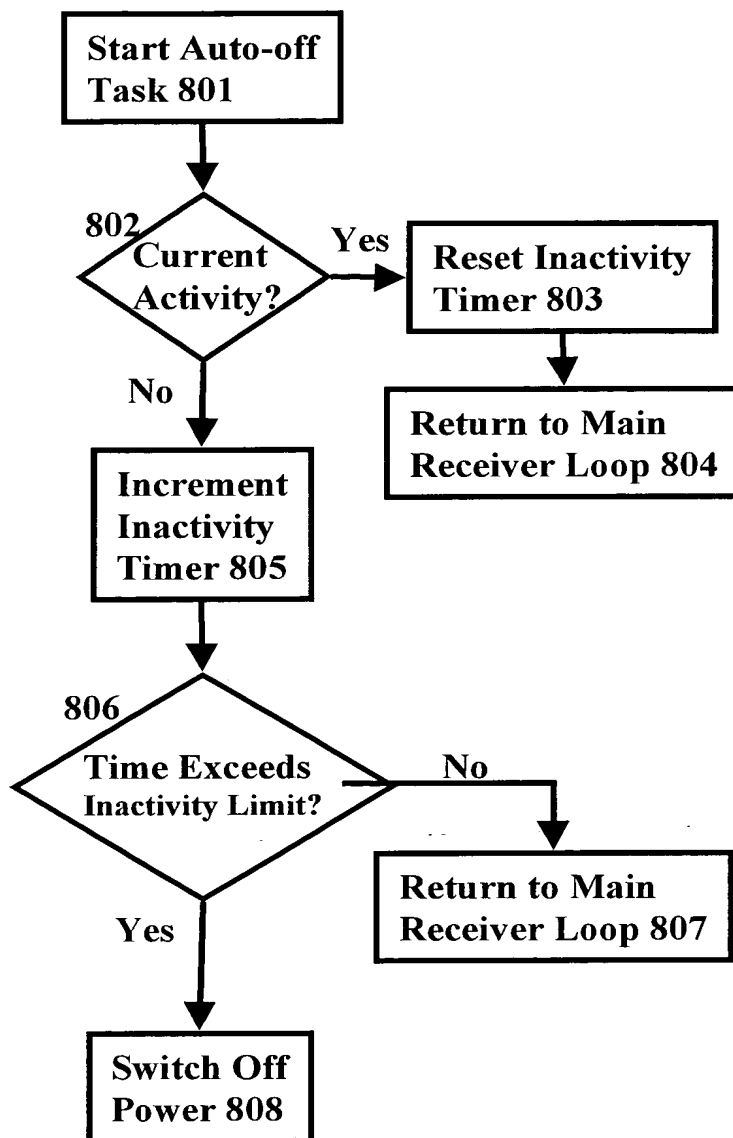 Start Auto-off
Task 801
802
Current
Activity?
Yes
Reset Inactivity
Timer 803
No
Return to Main
Receiver Loop 804
Increment
Inactivity
Timer 805
806
Time Exceeds
Inactivity Limit?
No
Return to Main
Receiver Loop 807
Yes
Switch Off
Power 808